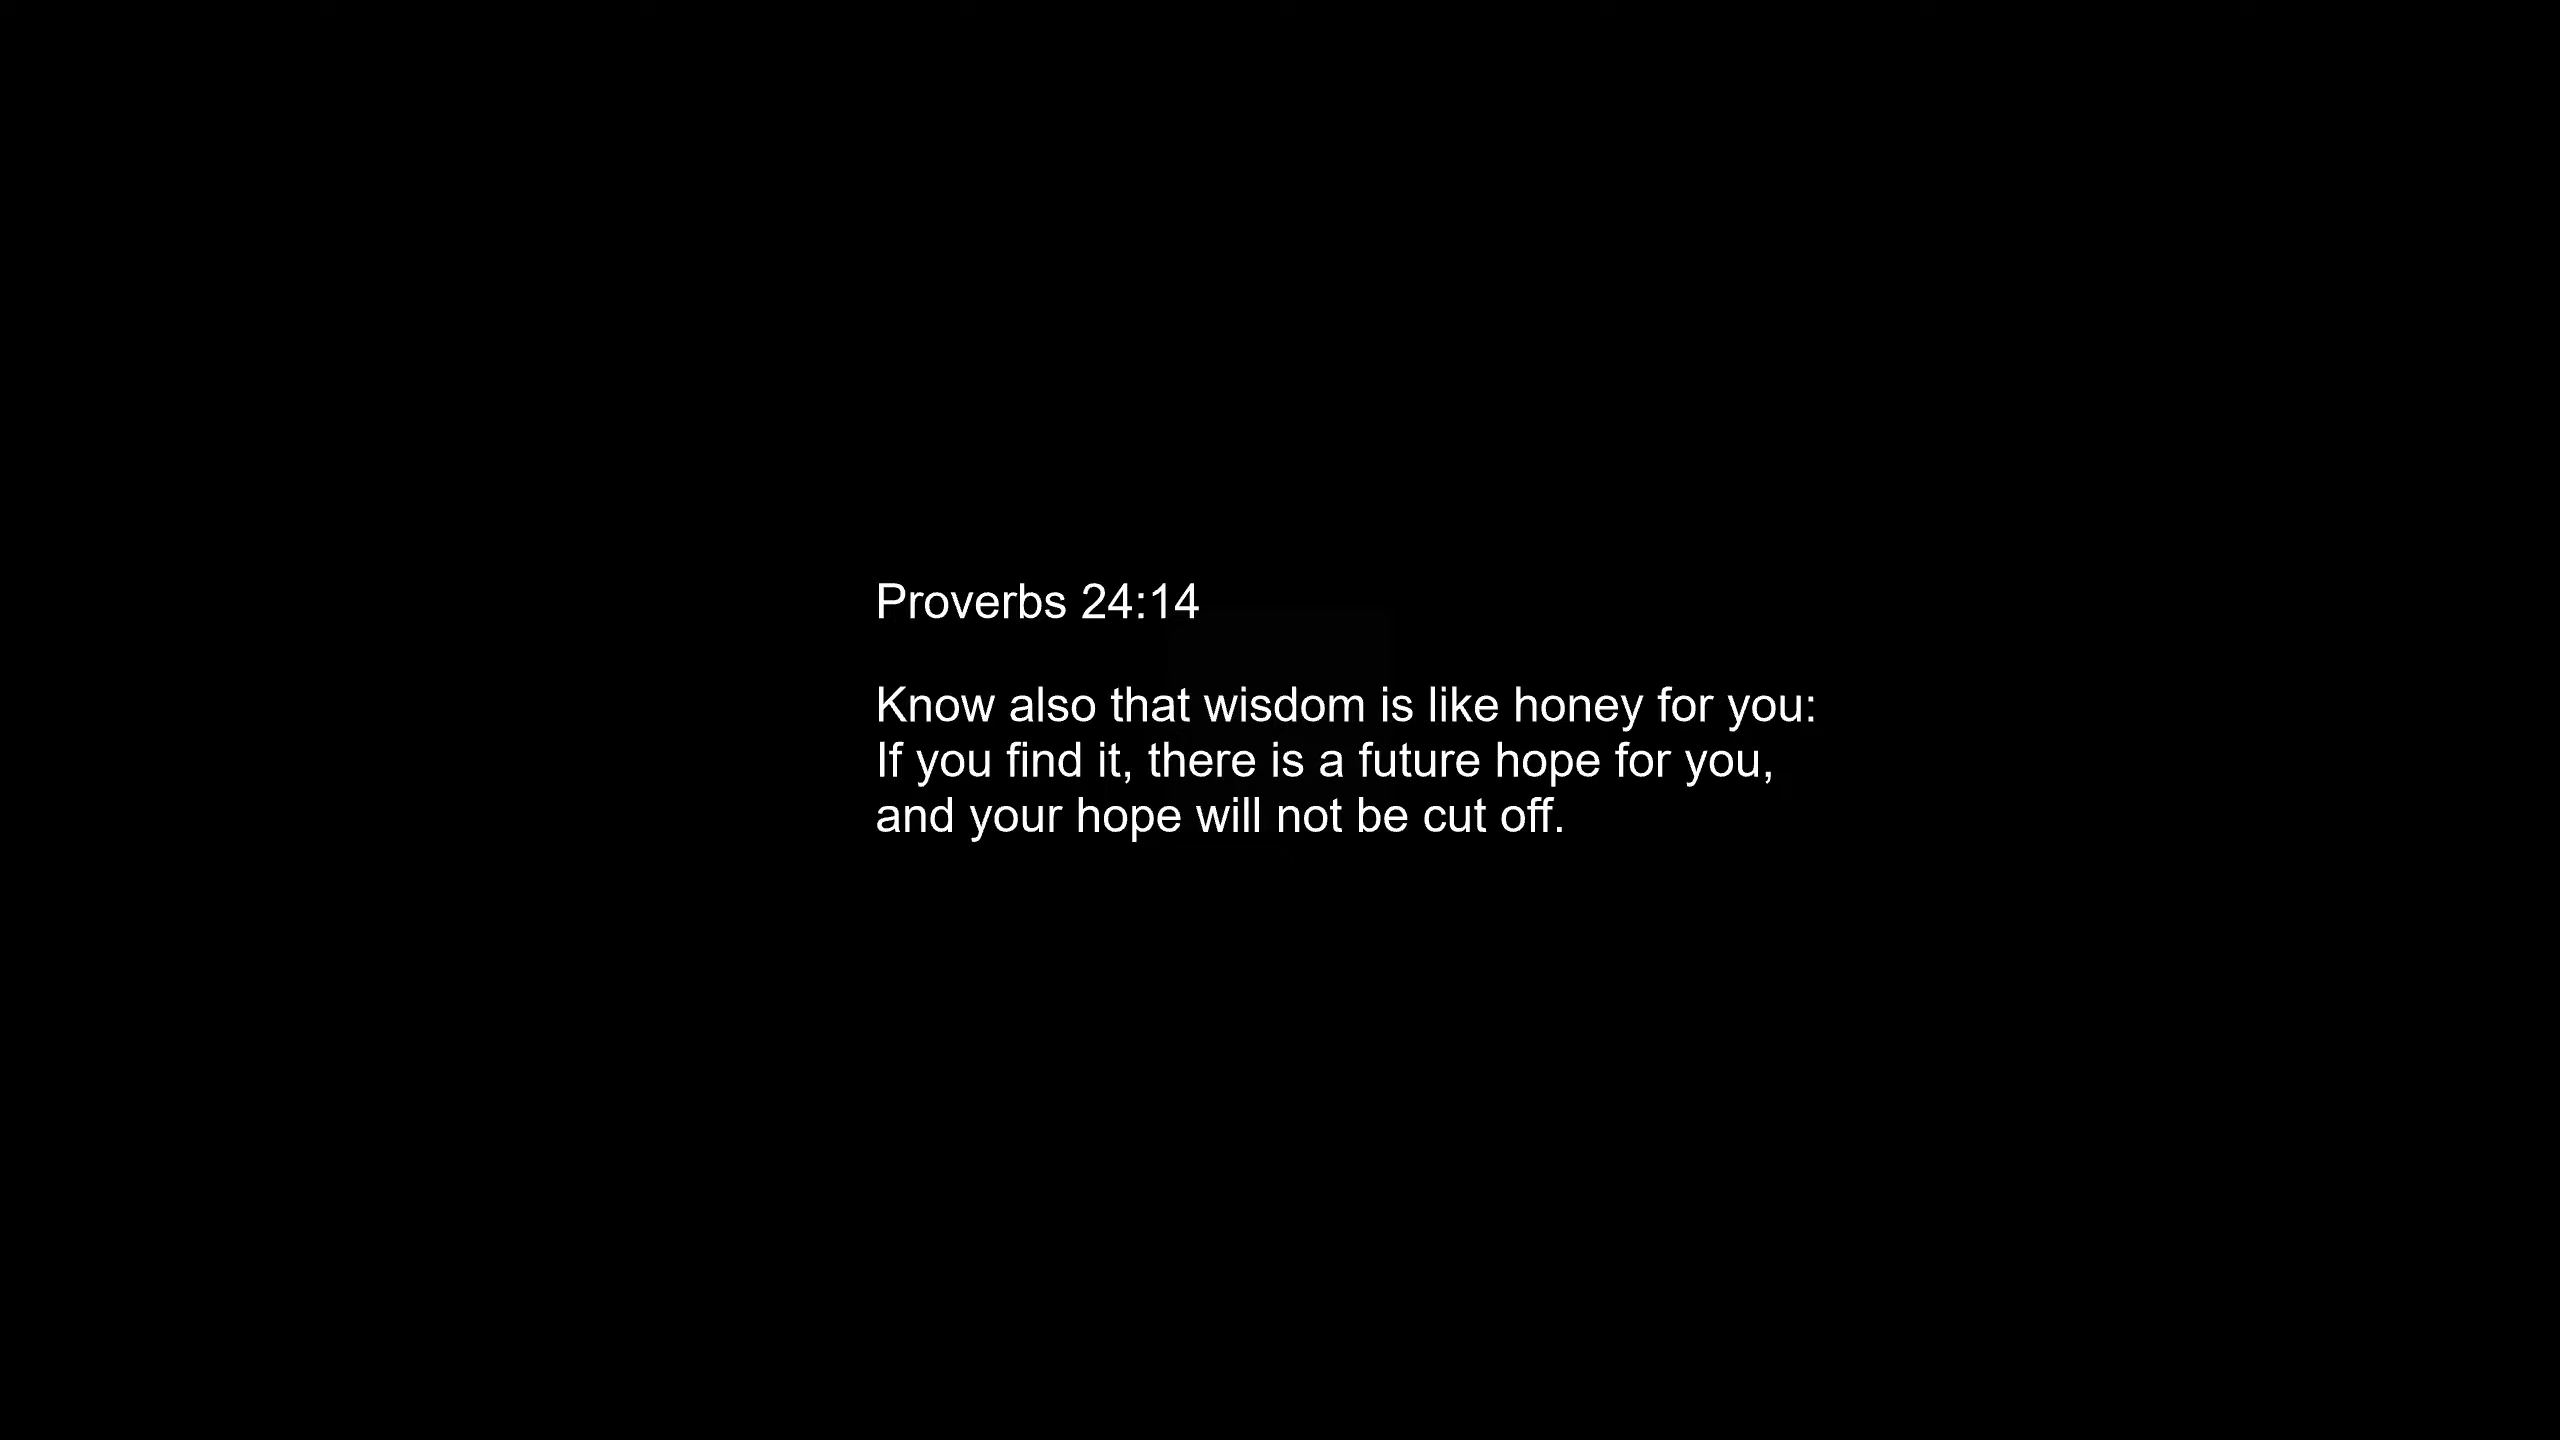 Proverbs 24:14
Know also that wisdom is like honey for you:
If you find it, there is a future hope for you,
and your hope will not be cut off.